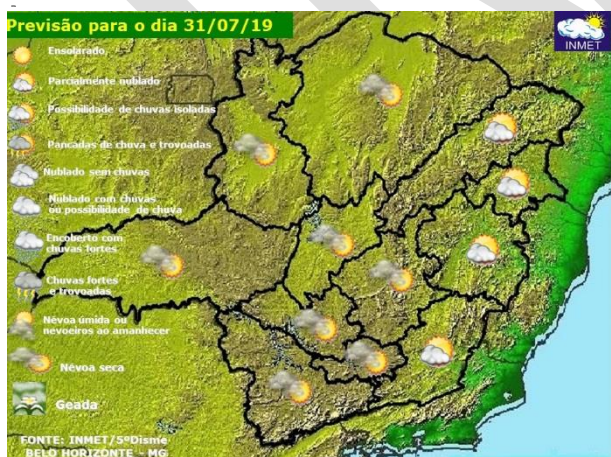 Previsão para o dia 31/07/19
INMET
Ensolarado,
Parcialmente nublado
Possibilidade de chuvas isoladas
Pancadas de chuva e trovoadas
Nublado sem chuvas
Nublado com chuvas
ou possibilidade de chuva
Encoberto com
chuvas fortes
Chuvas fortes
e trovoadas
Névoa úmida ou
nevoeiros ao amanhecer
Névoa seca
Geada
FONTE: INMET/5ºDisme
BELO HORIZONTE - MG